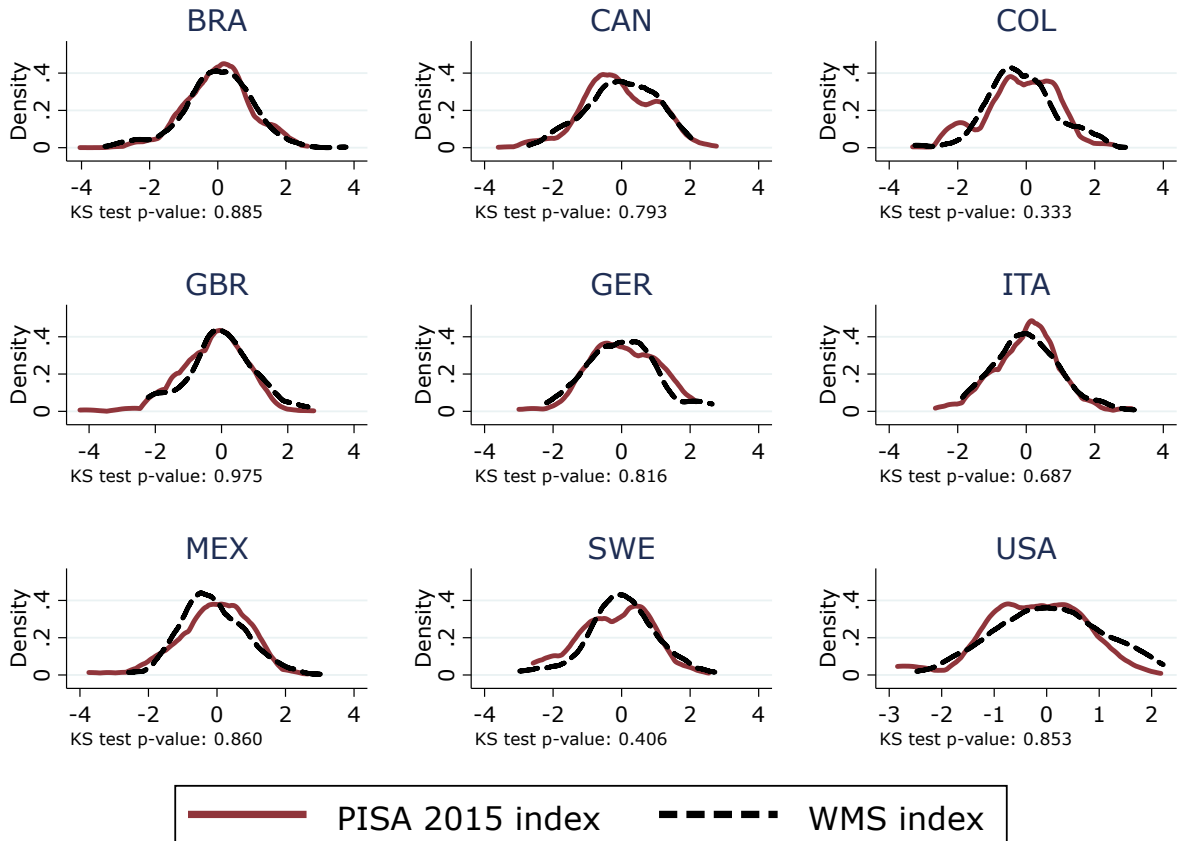 BRA
Density
0 .2 .4
-4 -2 0 2 4
KS test p-value: 0.885
CAN
Density
0 .2 .4
-4 -2 0 2 4
KS test p-value: 0.793
COL
Density
0 .2 .4
-4 -2 0 2 4
KS test p-value: 0.333
GBR
Density
0 .2 .4
-4 -2 0 2 4
KS test p-value: 0.975
GER
Density
0 .2 .4
-4 -2 0 2 4
KS test p-value: 0.816
ITA
Density
0 .2 .4
-4 -2 0 2 4
KS test p-value: 0.687
MEX
Density
0 .2 .4
-4 -2 0 2 4
KS test p-value: 0.860
SWE
Density
0 .2 .4
-4 -2 0 2 4
KS test p-value: 0.406
USA
Density
0 .2 .4
-3 -2 -1 0 1 2
KS test p-value: 0.853
PISA 2015 index
WMS index